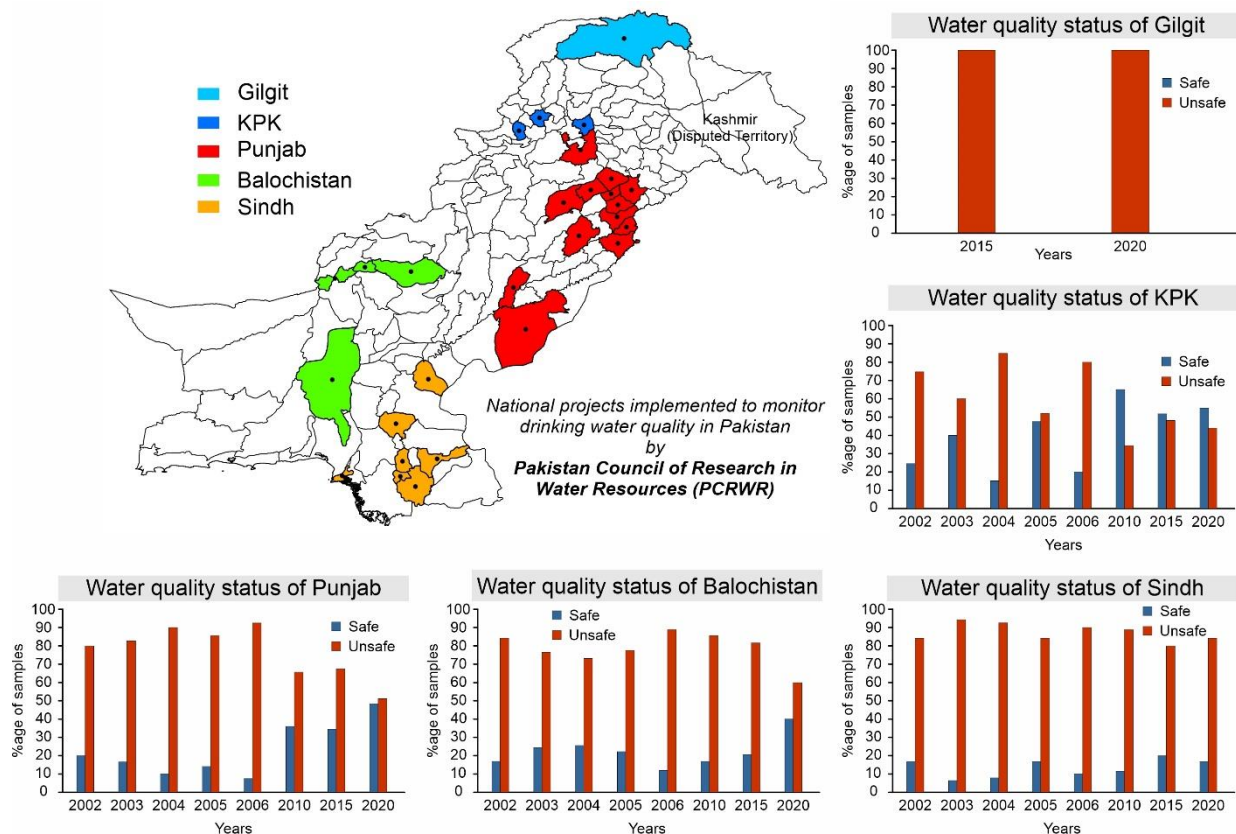 Gilgit
KPK
Punjab
Balochistan
Sindh
Kashmir
(Disputed Territory)
National projects implemented to monitor
drinking water quality in Pakistan
by
Pakistan Council of Research in
Water Resources (PCRWR)
Water quality status of Gilgit
%age of samples
100
90
80
70
60
50
40
30
20
10
0
Safe
Unsafe
2015
2020
Years
Water quality status of KPK
%age of samples
100
90
80
70
60
50
40
30
20
10
0
Safe
Unsafe
2002 2003 2004 2005 2006 2010 2015 2020
Years
Water quality status of Punjab
%age of samples
100
90
80
70
60
50
40
30
20
10
0
Safe
Unsafe
2002 2003 2004 2005 2006 2010 2015 2020
Years
Water quality status of Balochistan
%age of samples
100
90
80
70
60
50
40
30
20
10
0
Safe
Unsafe
2002 2003 2004 2005 2006 2010 2015 2020
Years
Water quality status of Sindh
%age of samples
100
90
80
70
60
50
40
30
20
10
0
Safe
Unsafe
2002 2003 2004 2005 2006 2010 2015 2020
Years